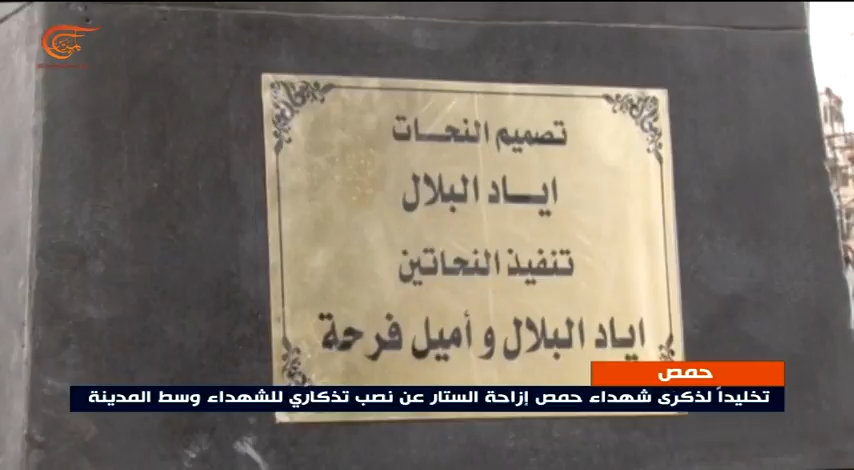 تصميم النحات
اياد البلال
تنفيذ النحاتين
اياد البلال و أميل فرحة
حمص
تخليداً لذكرى شهداء حمص إزاحة الستار عن نصب تذكاري للشهداء وسط المدينة